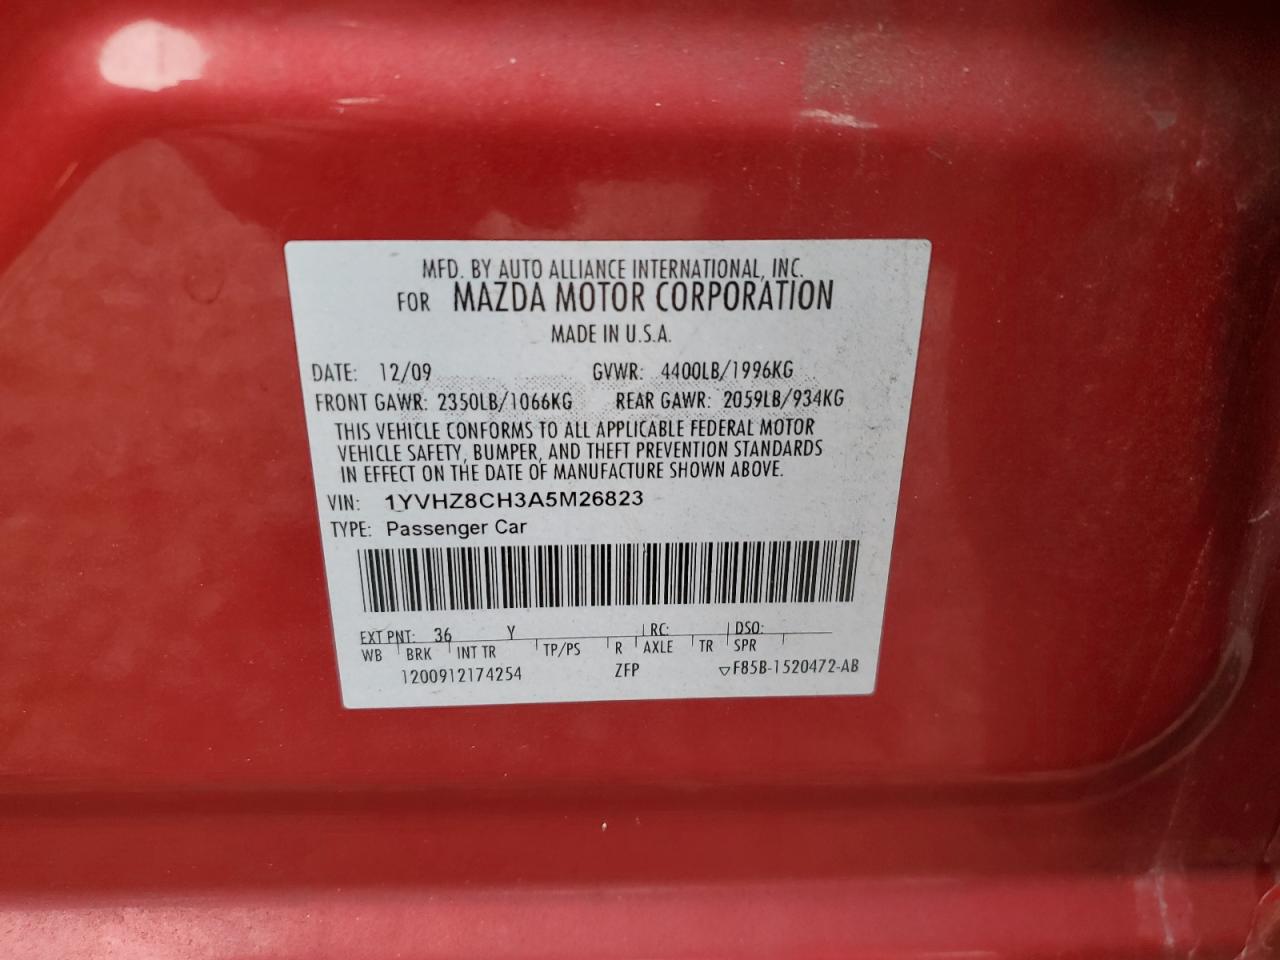 MFD. BY AUTO ALLIANCE INTERNATIONAL, INC.
FOR MAZDA MOTOR CORPORATION
MADE IN U.S.A.
DATE: 12/09 GVWR: 4400LB/1996KG
FRONT GAWR: 2350LB/1066KG REAR GAWR: 2059LB/934KG
THIS VEHICLE CONFORMS TO ALL APPLICABLE FEDERAL MOTOR
VEHICLE SAFETY, BUMPER, AND THEFT PREVENTION STANDARDS
IN EFFECT ON THE DATE OF MANUFACTURE SHOWN ABOVE.
VIN: 1YVHZ8CH3A5M26823
TYPE: Passenger Car
EXT PNT: 36 Y RC: DSO:
WB BRK INT TR TP/PS R AXLE TR SPR
1200912174254 ZFP ▽F85B-1520472-AB